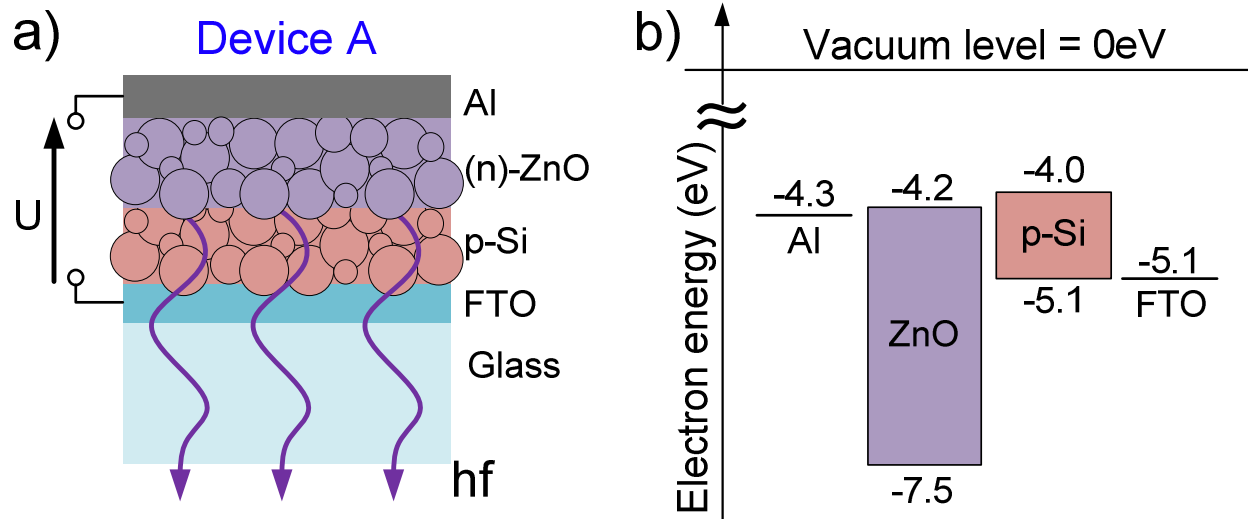 a)
Device A
Al
(n)-ZnO
p-Si
FTO
Glass
hf
U
b)
Vacuum level = 0eV
Electron energy (eV)
-4.3
Al
-4.2
ZnO
-7.5
-4.0
p-Si
-5.1
-5.1
FTO